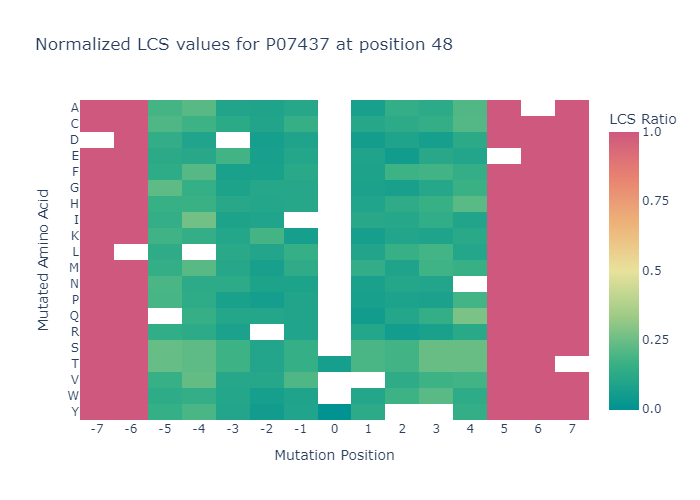 Normalized LCS values for P07437 at position 48
LCS Ratio
1.0
0.75
0.5
0.25
0.0
Mutated Amino Acid
A
C
D
E
F
G
H
I
K
L
M
N
P
Q
R
S
T
V
W
Y
-7 -6 -5 -4 -3 -2 -1 0 1 2 3 4 5 6 7
Mutation Position